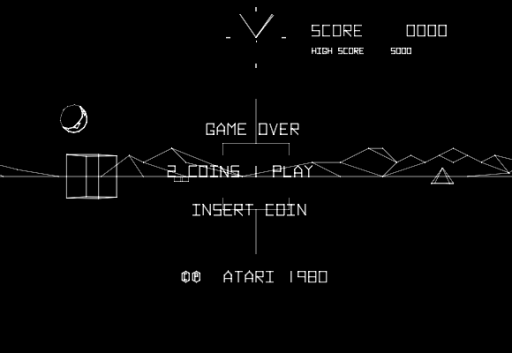 SCORE 0000
HIGH SCORE 5000
GAME OVER
2 COINS 1 PLAY
INSERT COIN
©℗ ATARI 1980